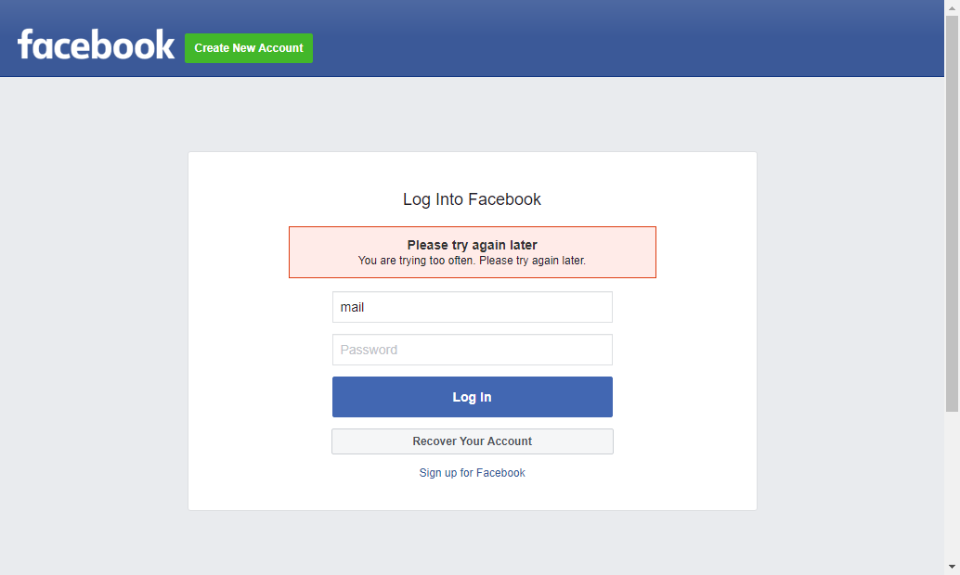 facebook
Create New Account
Log Into Facebook
Please try again later
You are trying too often. Please try again later.
mail
Password
Log In
Recover Your Account
Sign up for Facebook